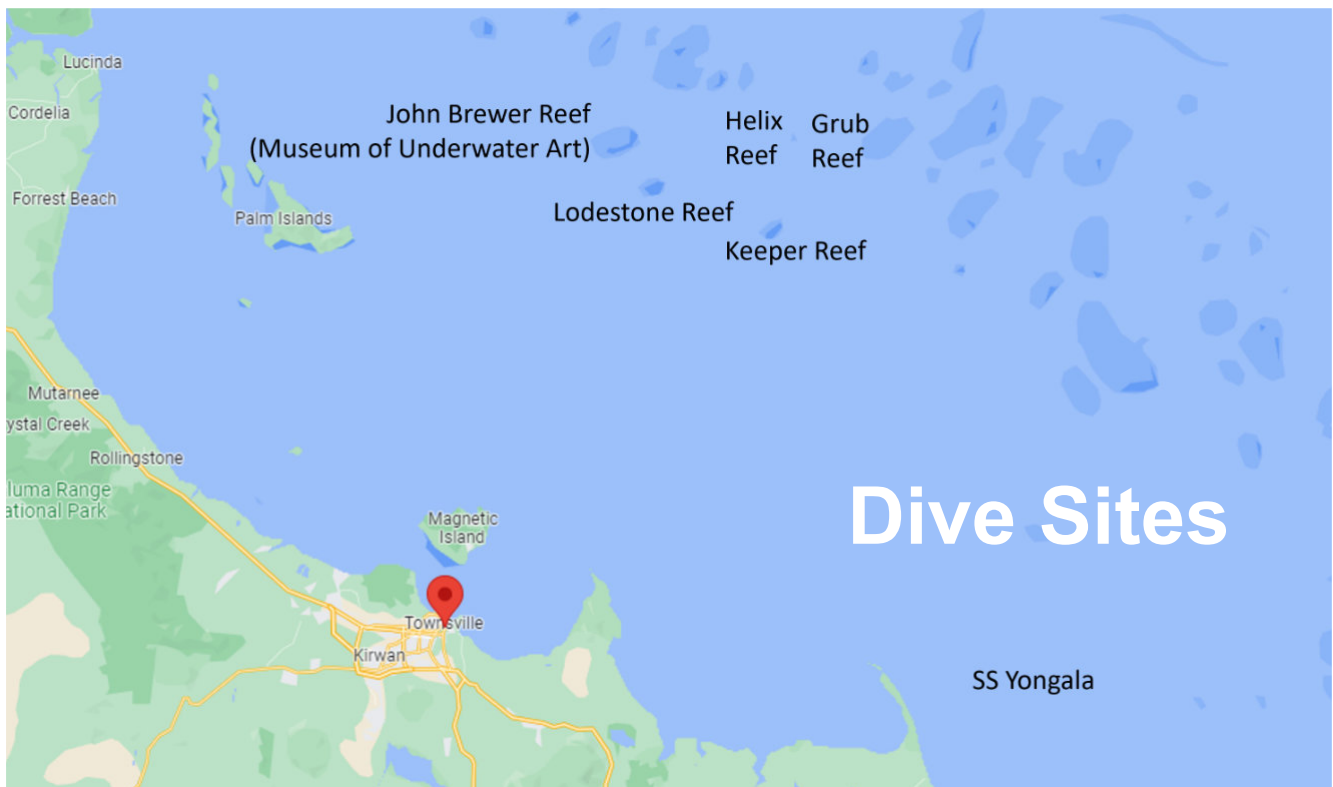 Lucinda
Cordelia
John Brewer Reef
(Museum of Underwater Art)
Helix
Reef
Grub
Reef
Forrest Beach
Palm Islands
Lodestone Reef
Keeper Reef
Mutarnee
ystal Creek
Rollingstone
luma Range
ational Park
Dive Sites
Magnetic
Island
Townsville
Kirwan
SS Yongala